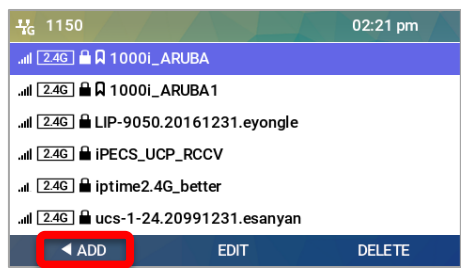 1G 1150 02:21 pm
2.4G 1000i_ARUBA
2.4G 1000i_ARUBA1
2.4G LIP-9050.20161231.eyongle
2.4G iPECS_UCP_RCCV
2.4G iptime2.4G_better
2.4G ucs-1-24.20991231.esanyan
ADD EDIT DELETE